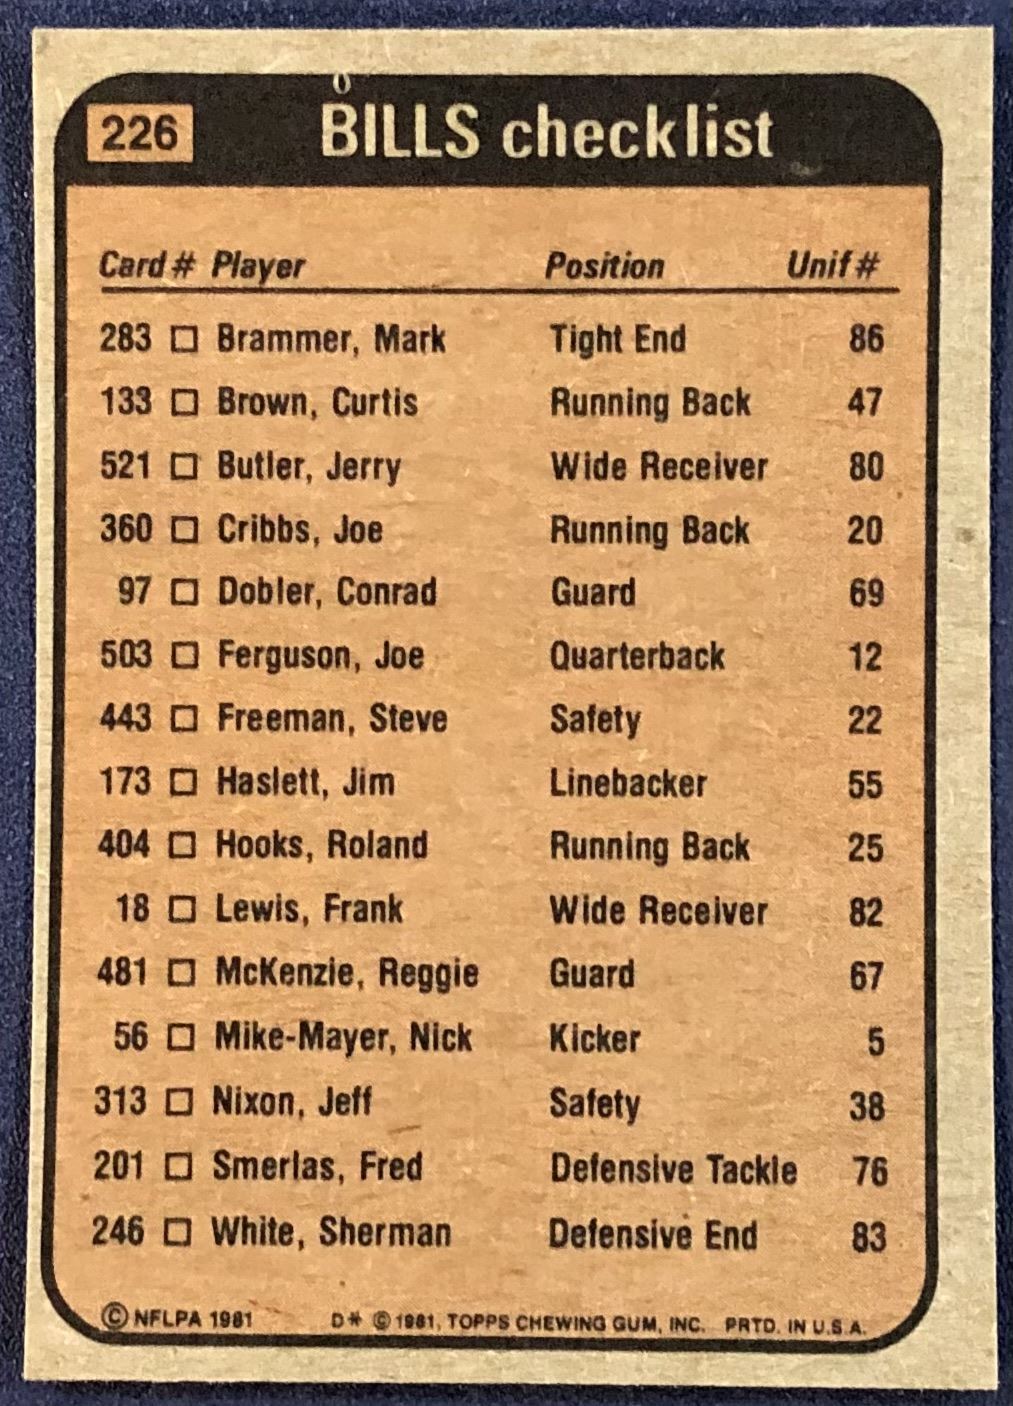 226 BILLS checklist
Card # Player Position Unif #
283 □ Brammer, Mark Tight End 86
133 □ Brown, Curtis Running Back 47
521 □ Butler, Jerry Wide Receiver 80
360 □ Cribbs, Joe Running Back 20
97 □ Dobler, Conrad Guard 69
503 □ Ferguson, Joe Quarterback 12
443 □ Freeman, Steve Safety 22
173 □ Haslett, Jim Linebacker 55
404 □ Hooks, Roland Running Back 25
18 □ Lewis, Frank Wide Receiver 82
481 □ McKenzie, Reggie Guard 67
56 □ Mike-Mayer, Nick Kicker 5
313 □ Nixon, Jeff Safety 38
201 □ Smerlas, Fred Defensive Tackle 76
246 □ White, Sherman Defensive End 83
© NFLPA 1981 D* © 1981, TOPPS CHEWING GUM, INC. PRTD. IN U.S.A.